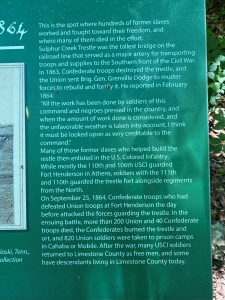 1864
This is the spot where hundreds of former slaves
worked and fought toward their freedom, and
where many of them died in the effort.
Sulphur Creek Trestle was the tallest bridge on the
railroad line that served as a major artery for transporting
troops and supplies to the Southern front of the Civil War.
In 1863, Confederate troops destroyed the trestle, and
the Union sent Brig. Gen. Grenville Dodge to muster
forces to rebuild and fortify it. He reported in February
1864:
"All the work has been done by soldiers of this
command and negroes pressed in the country, and
when the amount of work done is considered, and
the unfavorable weather is taken into account, I think
it must be looked upon as very creditable to the
command."
Many of those former slaves who helped build the
trestle then enlisted in the U.S. Colored Infantry.
While mostly the 110th and 106th USCI guarded
Fort Henderson in Athens, soldiers with the 111th
and 110th guarded the trestle fort alongside regiments
from the North.
On September 25, 1864, Confederate troops who had
defeated Union troops at Fort Henderson the day
before attacked the forces guarding the trestle. In the
ensuing battle, more than 200 Union and 40 Confederate
troops died, the Confederates burned the trestle and
ort, and 820 Union soldiers were taken to prison camps
in Cahaba or Mobile. After the war, many USCI soldiers
returned to Limestone County as free men, and some
have descendants living in Limestone County today.
laski, Tenn.,
ollection